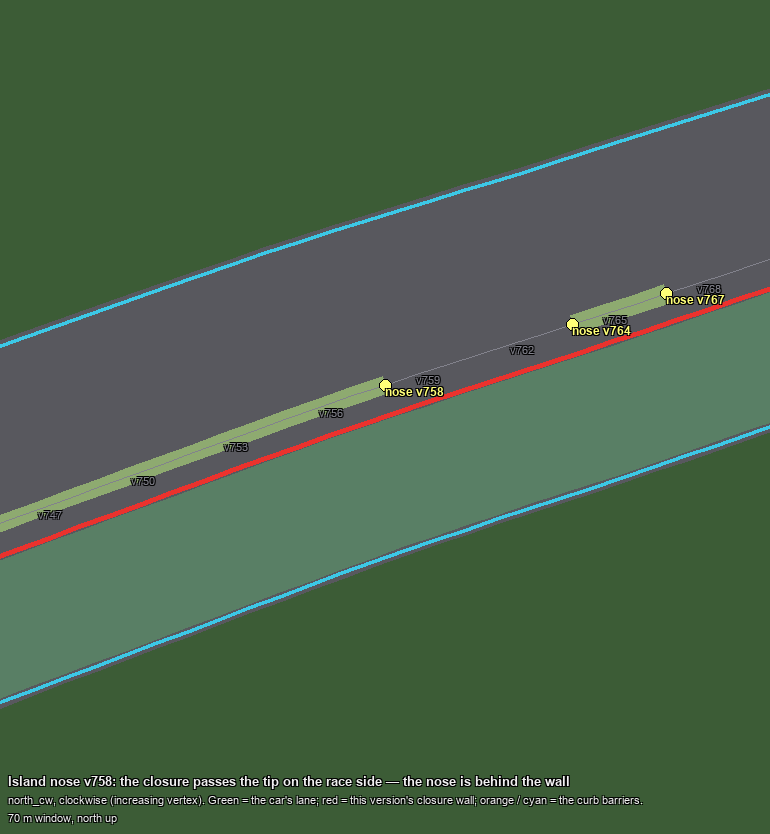 v768
nose v767
v765
nose v764
v762
v759
nose v758
v756
v753
v750
v747
Island nose v758: the closure passes the tip on the race side — the nose is behind the wall
north_cw, clockwise (increasing vertex). Green = the car's lane; red = this version's closure wall; orange / cyan = the curb barriers.
70 m window, north up